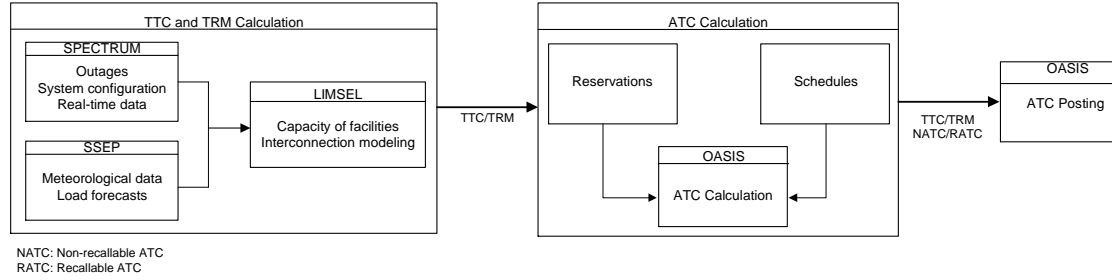 TTC and TRM Calculation
SPECTRUM
Outages
System configuration
Real-time data
SSEP
Meteorological data
Load forecasts
LIMSEL
Capacity of facilities
Interconnection modeling
TTC/TRM
ATC Calculation
Reservations
Schedules
OASIS
ATC Calculation
TTC/TRM
NATC/RATC
OASIS
ATC Posting
NATC: Non-recallable ATC
RATC: Recallable ATC